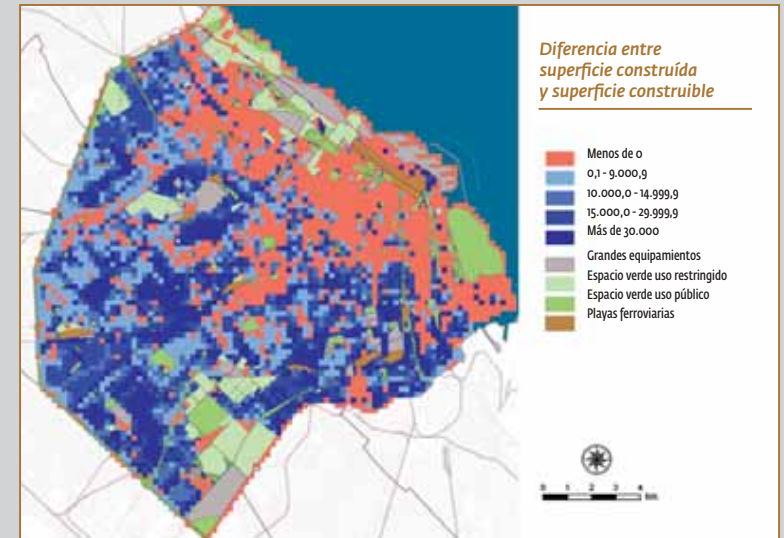 Diferencia entre
superficie construída
y superficie construible
Menos de 0
0,1 - 9.000,9
10.000,0 - 14.999,9
15.000,0 - 29.999,9
Más de 30.000
Grandes equipamientos
Espacio verde uso restringido
Espacio verde uso público
Playas ferroviarias
0 1 2 3 4
km